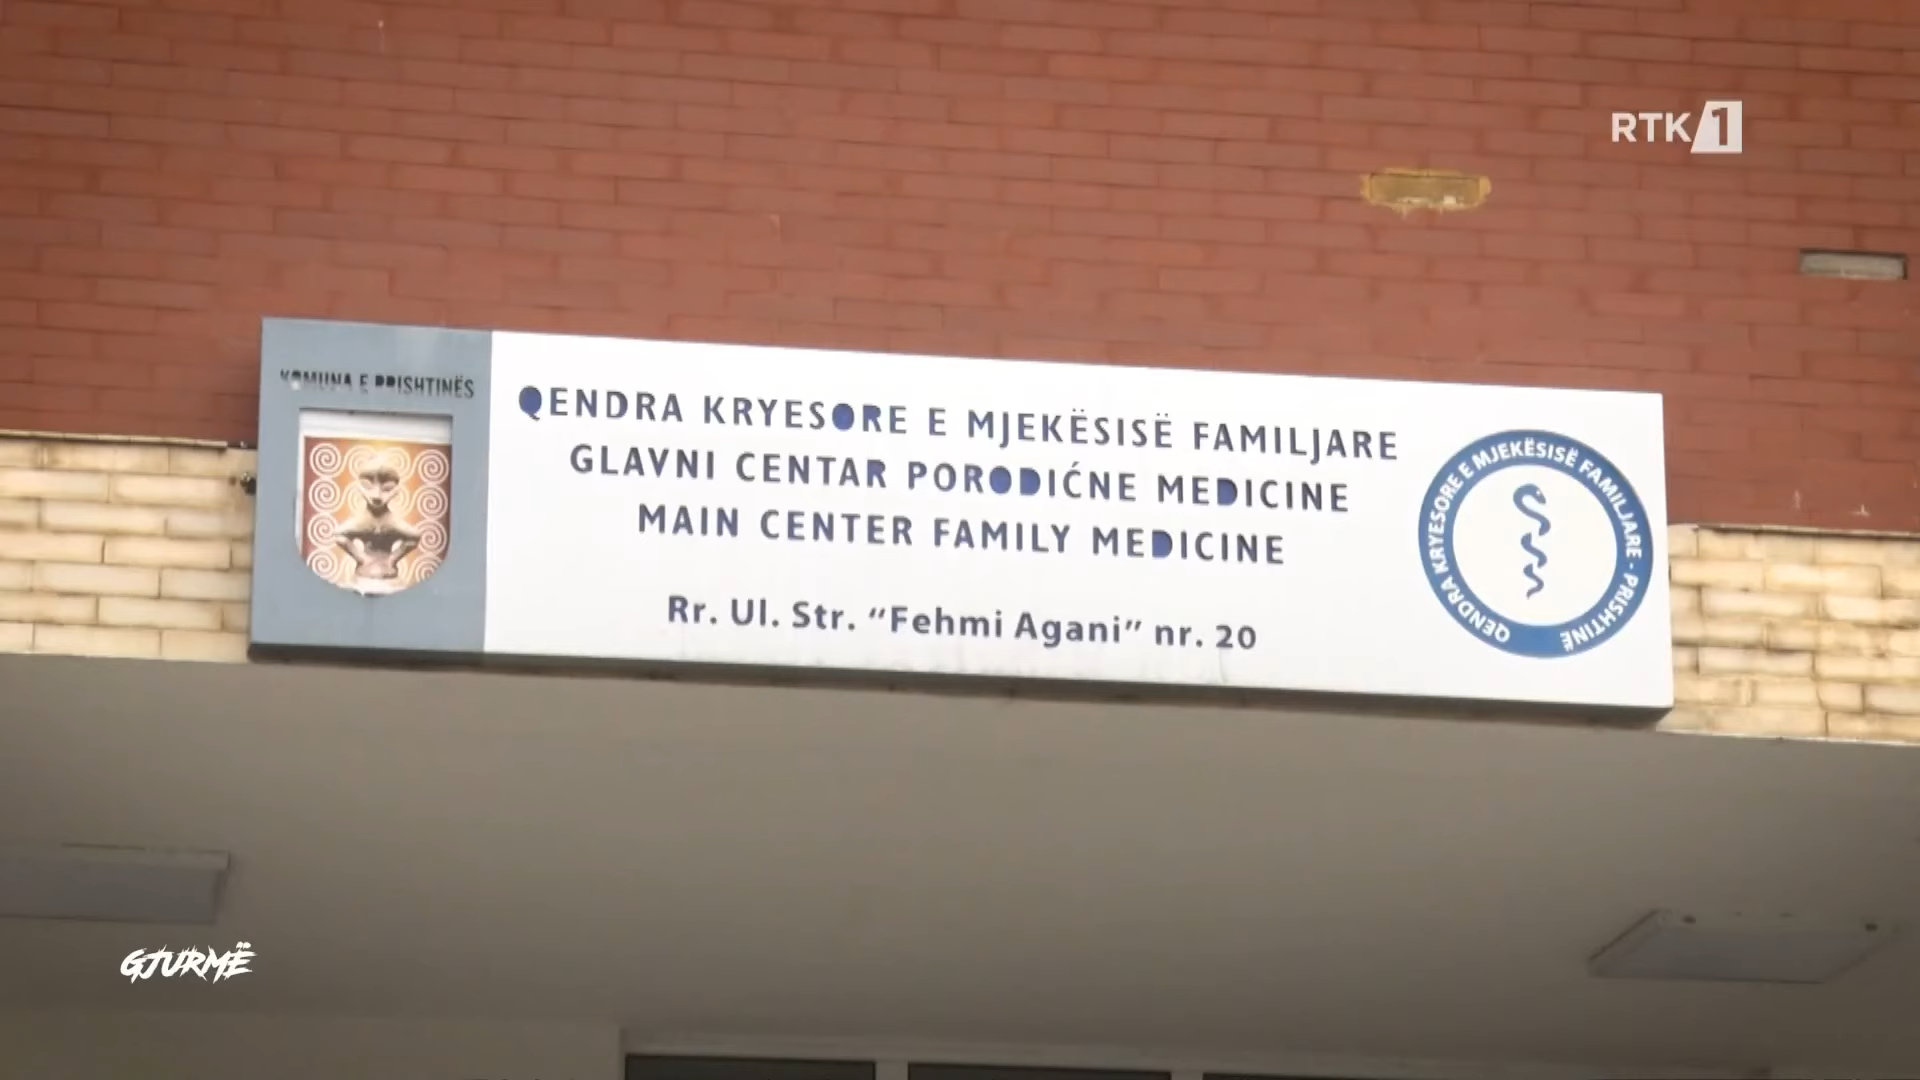 RTK 1
KOMUNA E PRISHTINËS
QENDRA KRYESORE E MJEKËSISË FAMILJARE
GLAVNI CENTAR PORODIĆNE MEDICINE
MAIN CENTER FAMILY MEDICINE
Rr. Ul. Str. “Fehmi Agani” nr. 20
QENDRA KRYESORE E MJEKËSISË FAMILJARE - PRISHTINË
GJURMË